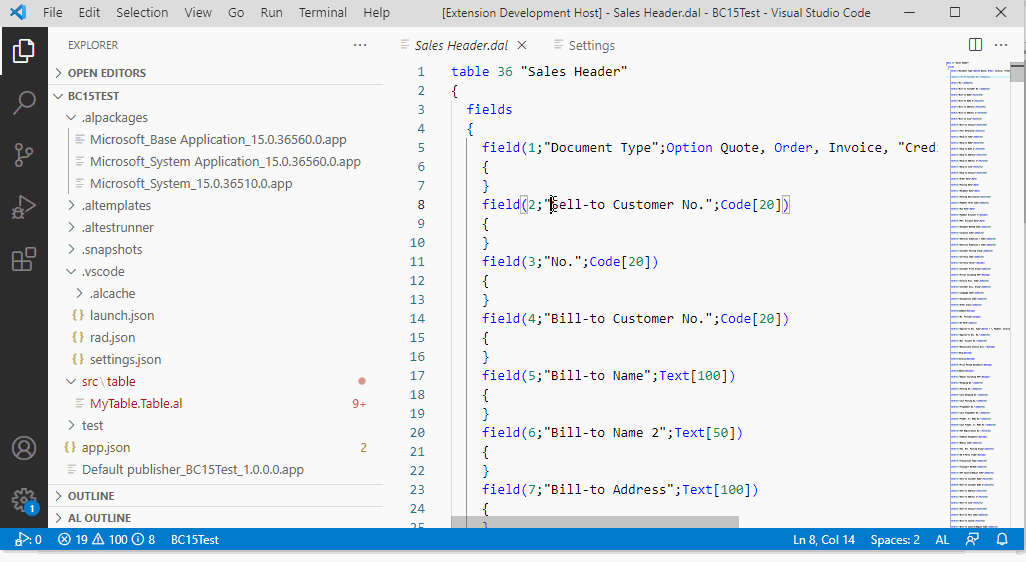 File Edit Selection View Go Run Terminal Help [Extension Development Host] - Sales Header.dal - BC15Test - Visual Studio Code
EXPLORER
OPEN EDITORS
BC15TEST
.alpackages
Microsoft_Base Application_15.0.36560.0.app
Microsoft_System Application_15.0.36560.0.app
Microsoft_System_15.0.36510.0.app
.altemplates
.altestrunner
.snapshots
.vscode
.alcache
{} launch.json
{} rad.json
{} settings.json
src\table
MyTable.Table.al 9+
test
{} app.json 2
Default publisher_BC15Test_1.0.0.0.app
OUTLINE
AL OUTLINE
1
Sales Header.dal Settings
1 table 36 "Sales Header"
2 {
3 fields
4 {
5 field(1;"Document Type";Option Quote, Order, Invoice, "Cred
6 {
7 }
8 field(2;"Sell-to Customer No.";Code[20])
9 {
10 }
11 field(3;"No.";Code[20])
12 {
13 }
14 field(4;"Bill-to Customer No.";Code[20])
15 {
16 }
17 field(5;"Bill-to Name";Text[100])
18 {
19 }
20 field(6;"Bill-to Name 2";Text[50])
21 {
22 }
23 field(7;"Bill-to Address";Text[100])
24 {
25 }
0 19 100 8 BC15Test Ln 8, Col 14 Spaces: 2 AL